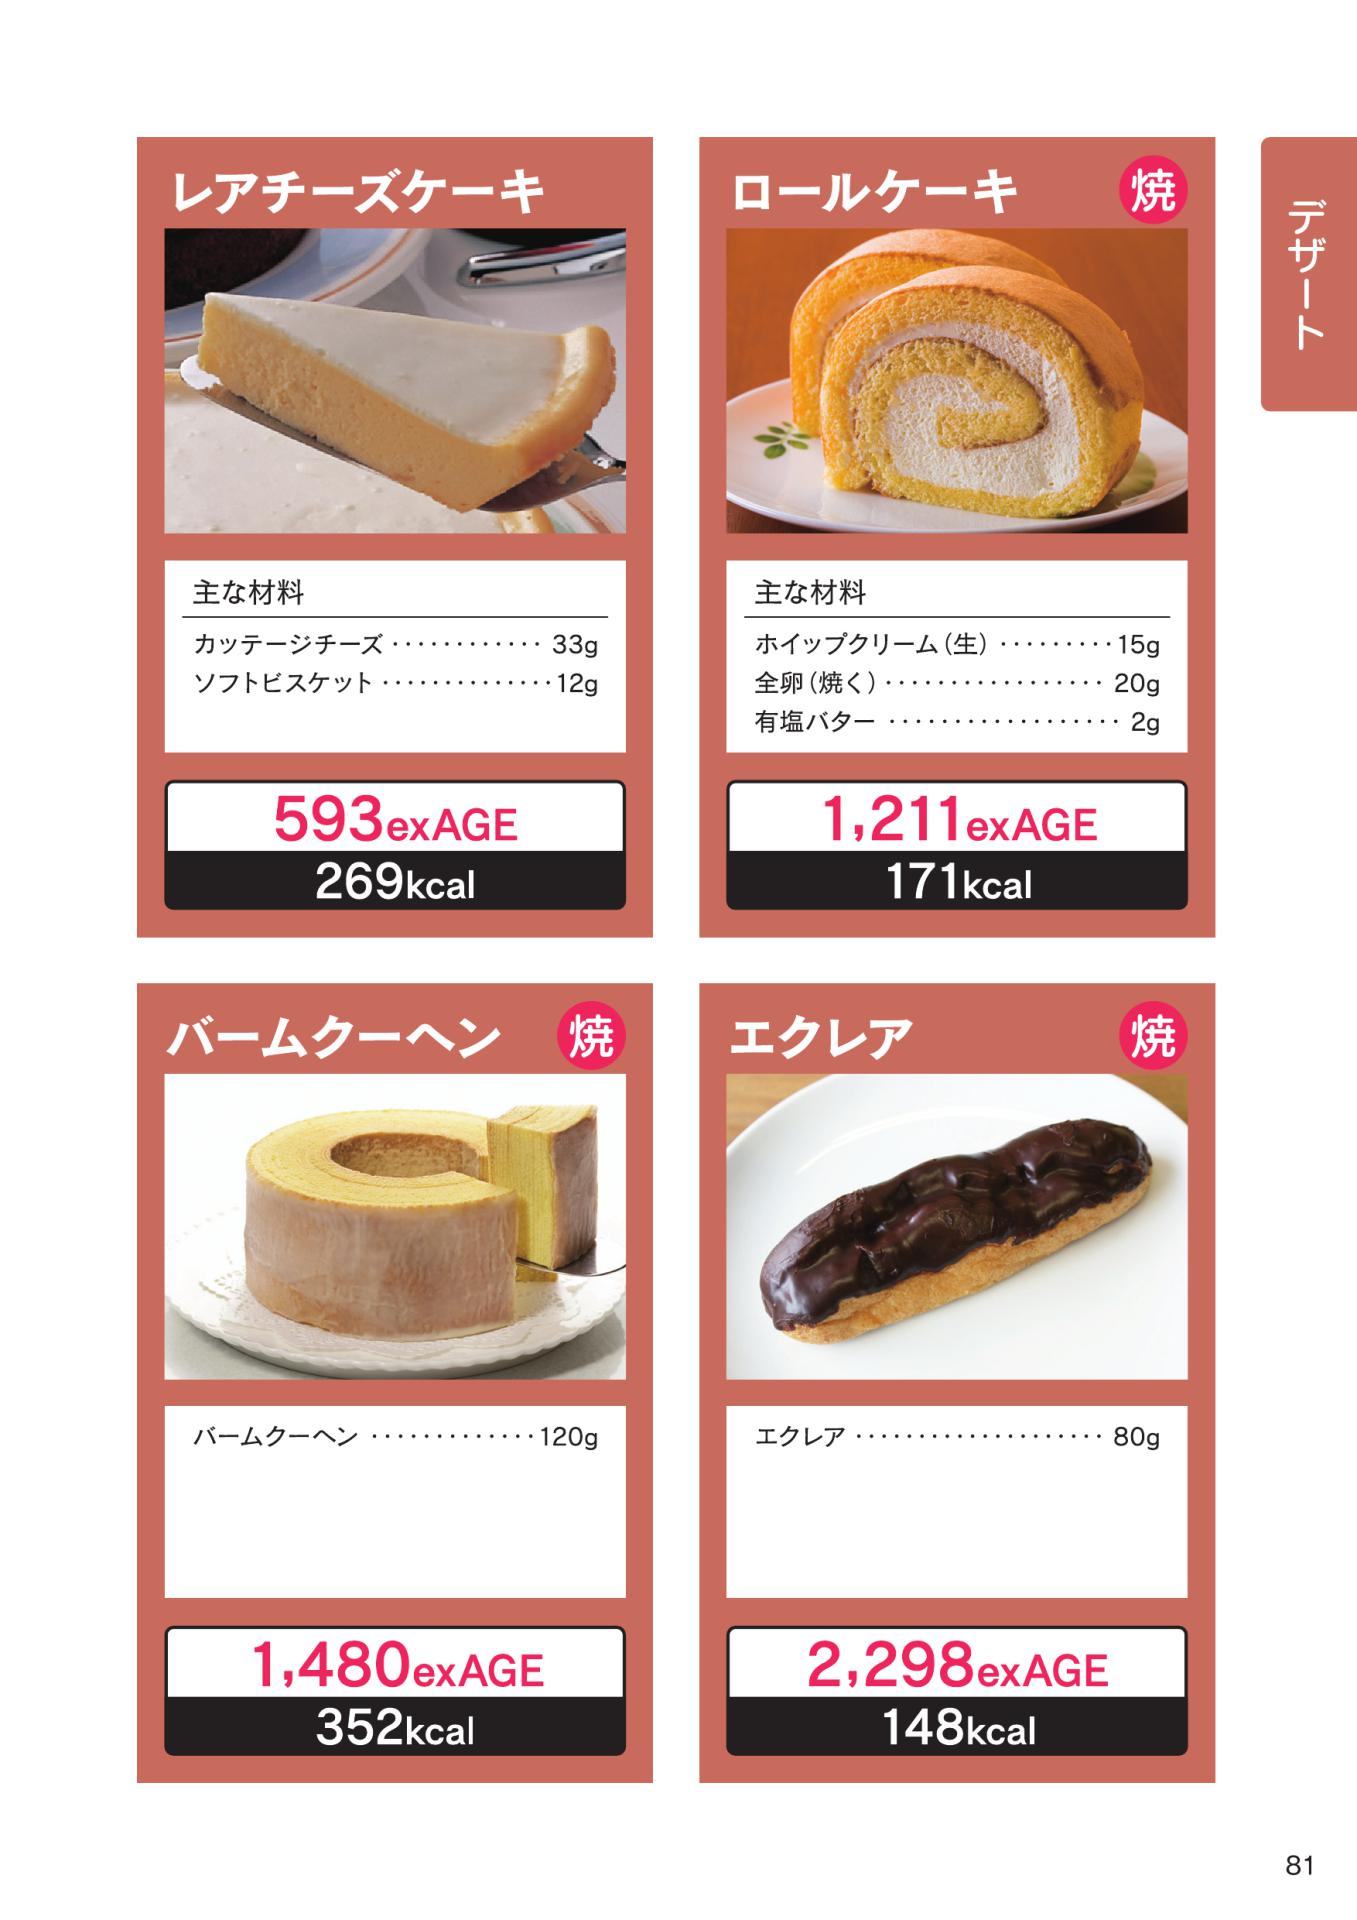 デザート
レアチーズケーキ
主な材料
カッテージチーズ ············ 33g
ソフトビスケット ·············· 12g
593exAGE
269kcal
ロールケーキ 焼
主な材料
ホイップクリーム（生） ········· 15g
全卵（焼く） ················· 20g
有塩バター ·················· 2g
1,211exAGE
171kcal
バームクーヘン 焼
バームクーヘン ············· 120g
1,480exAGE
352kcal
エクレア 焼
エクレア ···················· 80g
2,298exAGE
148kcal
81